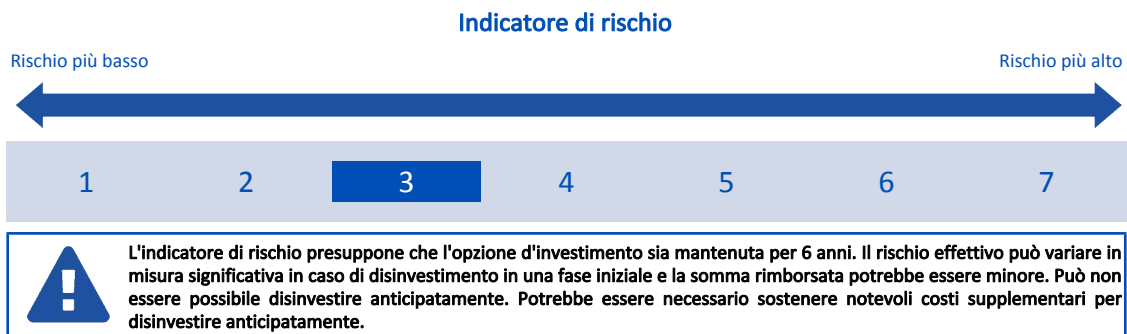 Indicatore di rischio
Rischio più basso
Rischio più alto
1 2 3 4 5 6 7
L'indicatore di rischio presuppone che l'opzione d'investimento sia mantenuta per 6 anni. Il rischio effettivo può variare in
misura significativa in caso di disinvestimento in una fase iniziale e la somma rimborsata potrebbe essere minore. Può non
essere possibile disinvestire anticipatamente. Potrebbe essere necessario sostenere notevoli costi supplementari per
disinvestire anticipatamente.